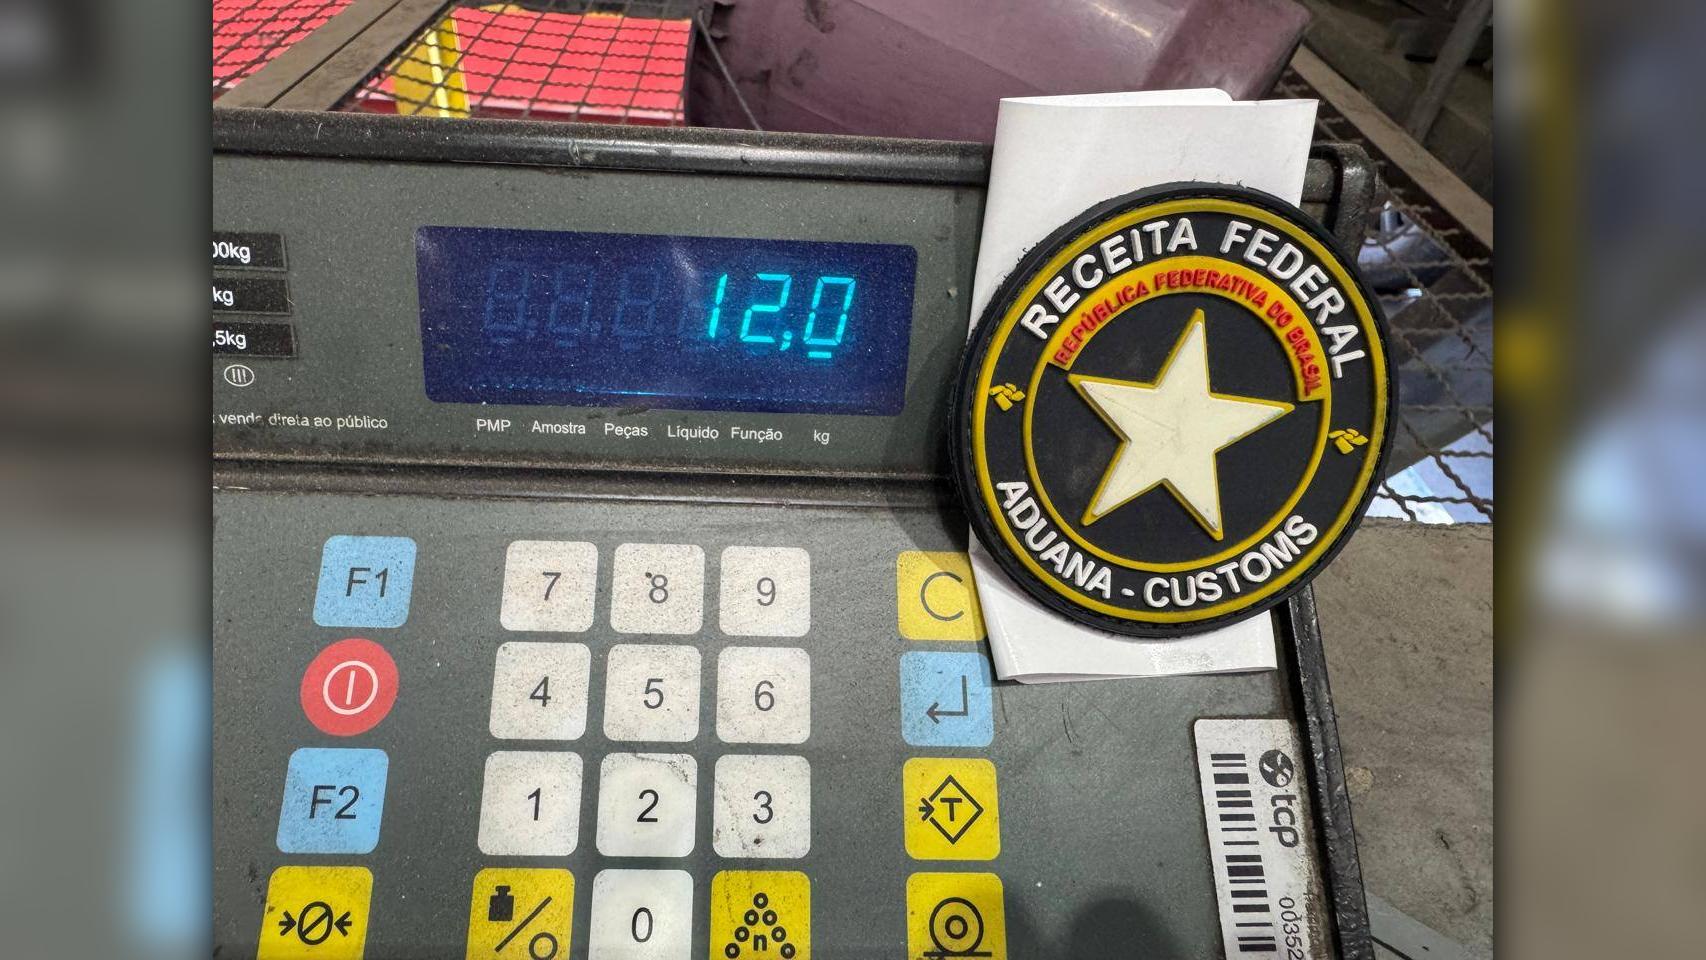 00kg
kg
,5kg
venda direta ao público
12,0
PMP Amostra Peças Líquido Função kg
RECEITA FEDERAL
REPÚBLICA FEDERATIVA DO BRASIL
ADUANA - CUSTOMS
F1 7 8 9 C
4 5 6
F2 1 2 3 T
0 n
tcp
00352